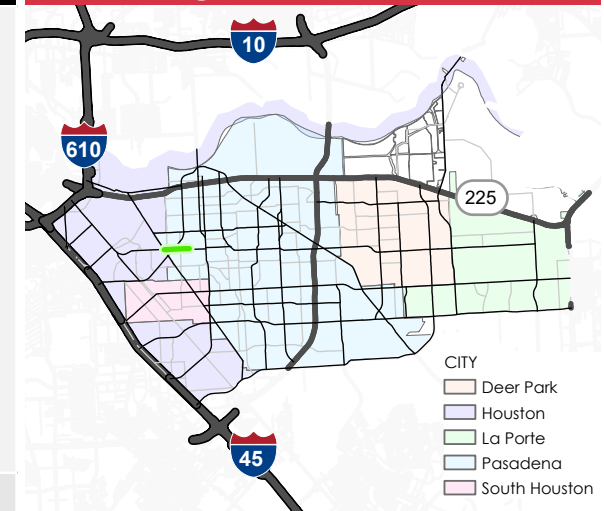 10
610
225
CITY
Deer Park
Houston
La Porte
Pasadena
South Houston
45